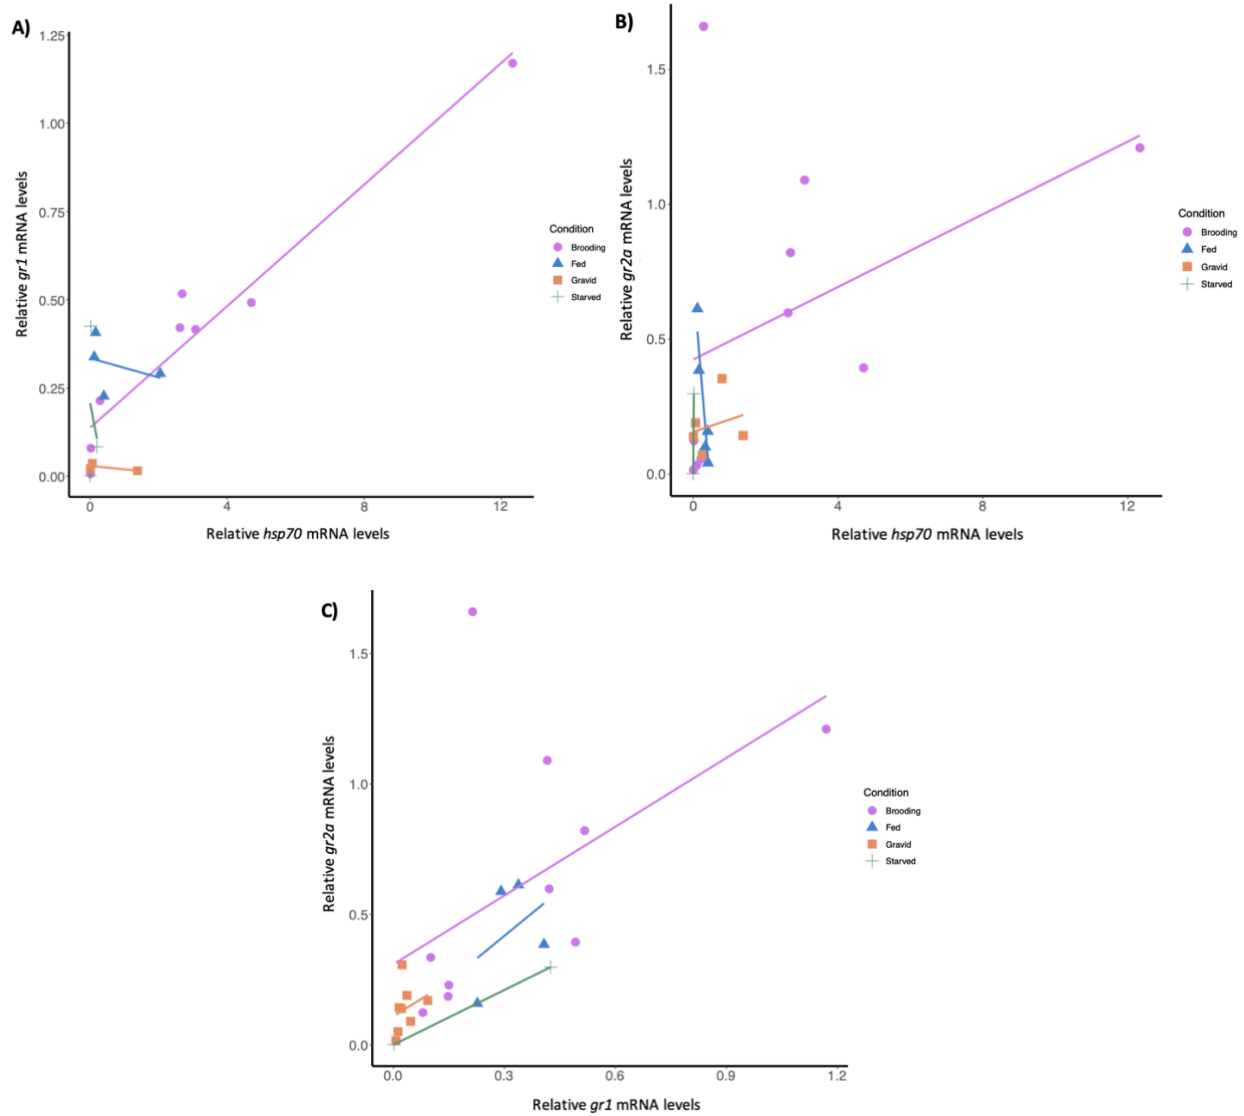 A)
1.25
1.00
0.75
0.50
0.25
0.00
Relative gr1 mRNA levels
0 4 8 12
Relative hsp70 mRNA levels
Condition
Brooding
Fed
Gravid
Starved
B)
1.5
1.0
0.5
0.0
Relative gr2a mRNA levels
0 4 8 12
Relative hsp70 mRNA levels
Condition
Brooding
Fed
Gravid
Starved
C)
1.5
1.0
0.5
0.0
Relative gr2a mRNA levels
0.0 0.3 0.6 0.9 1.2
Relative gr1 mRNA levels
Condition
Brooding
Fed
Gravid
Starved